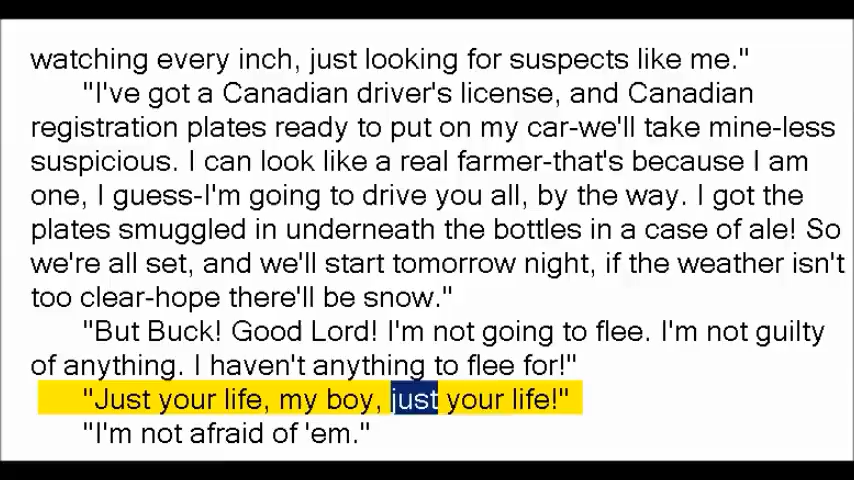 watching every inch, just looking for suspects like me."
"I've got a Canadian driver's license, and Canadian
registration plates ready to put on my car-we'll take mine-less
suspicious. I can look like a real farmer-that's because I am
one, I guess-I'm going to drive you all, by the way. I got the
plates smuggled in underneath the bottles in a case of ale! So
we're all set, and we'll start tomorrow night, if the weather isn't
too clear-hope there'll be snow."
"But Buck! Good Lord! I'm not going to flee. I'm not guilty
of anything. I haven't anything to flee for!"
"Just your life, my boy, just your life!"
"I'm not afraid of 'em."